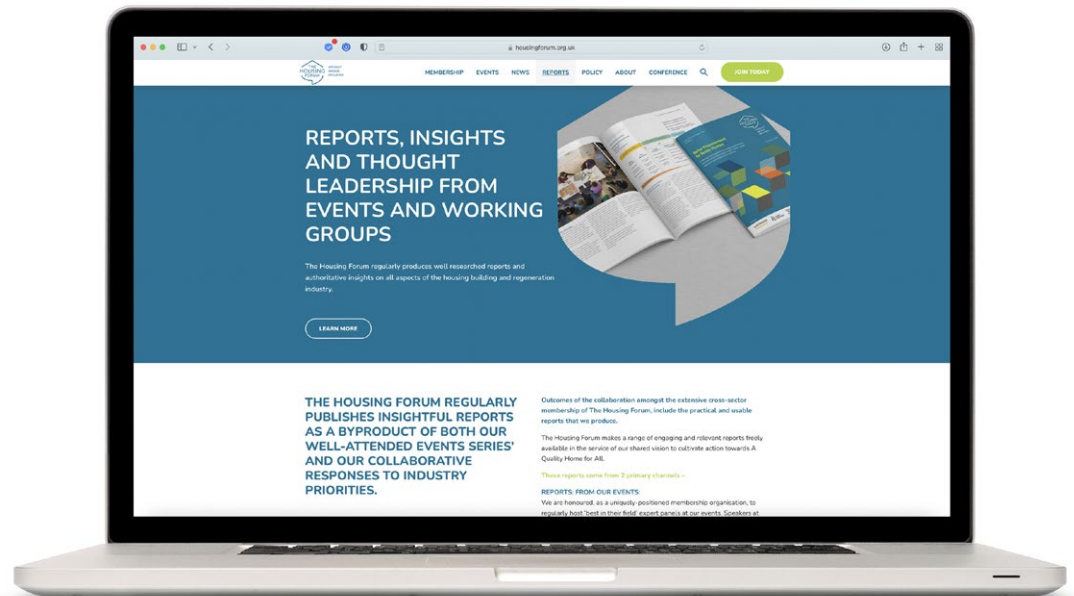 housingforum.org.uk
THE
HOUSING
FORUM
MEMBERSHIP EVENTS NEWS REPORTS POLICY ABOUT CONFERENCE
JOIN TODAY
REPORTS, INSIGHTS
AND THOUGHT
LEADERSHIP FROM
EVENTS AND WORKING
GROUPS
The Housing Forum regularly produces well researched reports and
authoritative insights on all aspects of the housing building and regeneration
industry.
LEARN MORE
THE HOUSING FORUM REGULARLY
PUBLISHES INSIGHTFUL REPORTS
AS A BYPRODUCT OF BOTH OUR
WELL-ATTENDED EVENTS SERIES'
AND OUR COLLABORATIVE
RESPONSES TO INDUSTRY
PRIORITIES.
Outcomes of the collaboration amongst the extensive cross-sector
membership of The Housing Forum, include the practical and usable
reports that we produce.
The Housing Forum makes a range of engaging and relevant reports freely
available in the service of our shared vision to cultivate action towards A
Quality Home for All.
These reports come from 3 primary channels –
REPORTS: FROM OUR EVENTS:
We are honoured, as a uniquely-positioned membership organisation, to
regularly host 'best in their field' expert panels at our events. Speakers at